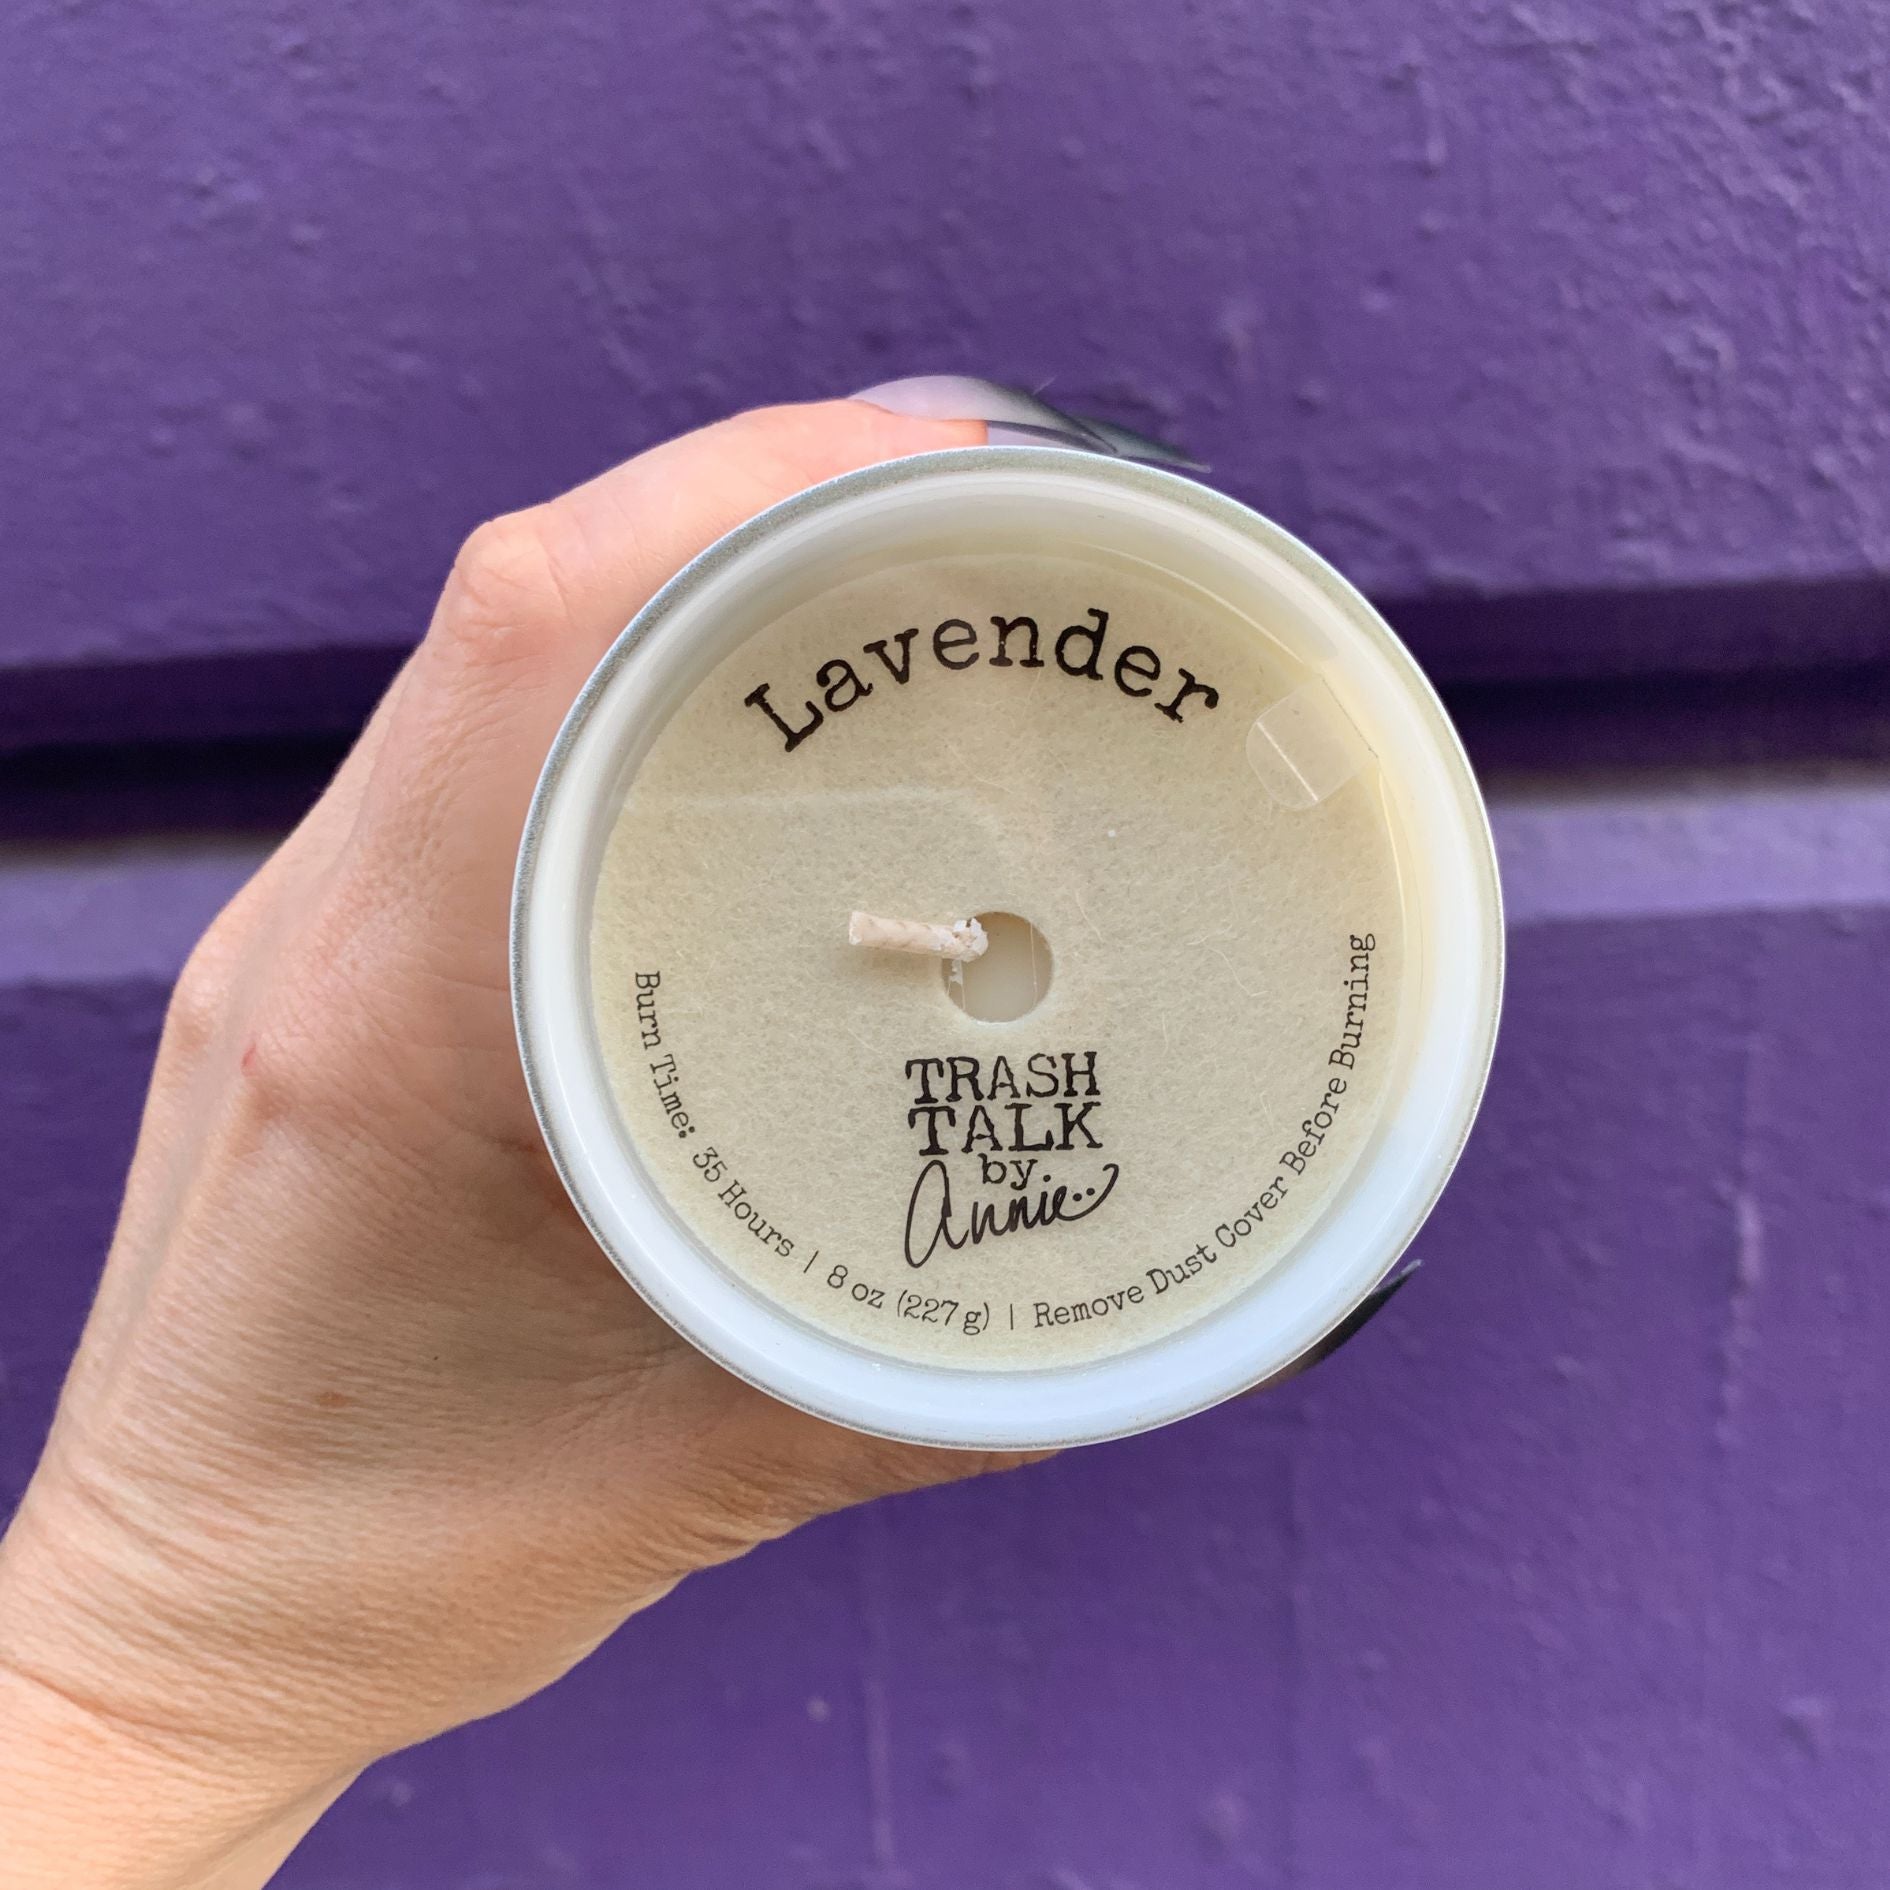 Lavender
TRASH
TALK
by
Annie
Burn Time: 35 Hours | 8 oz (227 g) | Remove Dust Cover Before Burning